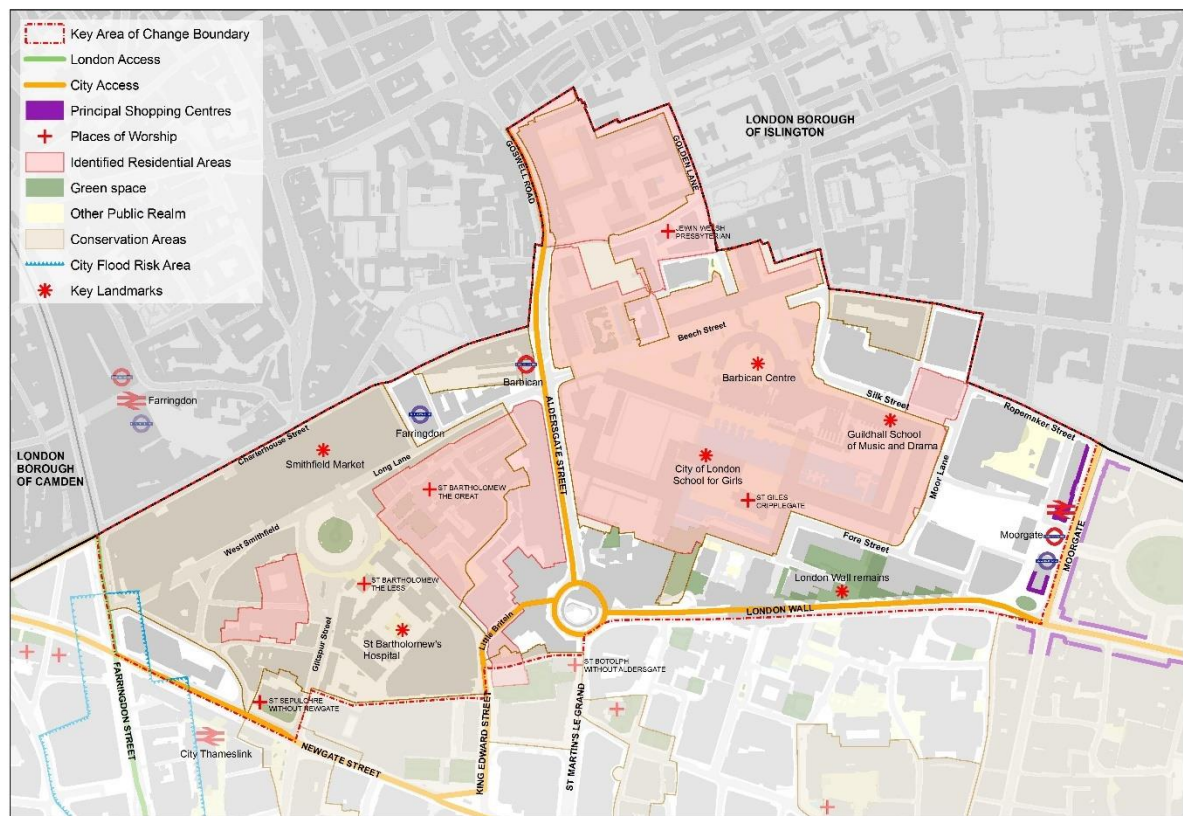 Key Area of Change Boundary
London Access
City Access
Principal Shopping Centres
Places of Worship
Identified Residential Areas
Green space
Other Public Realm
Conservation Areas
City Flood Risk Area
Key Landmarks
LONDON BOROUGH
OF ISLINGTON
GOSWELL ROAD
GOLDEN LANE
JEWIN WELSH
PRESBYTERIAN
Beech Street
Barbican
Barbican Centre
Farringdon
Farringdon
Silk Street
Ropemaker Street
Charterhouse Street
Smithfield Market
Long Lane
ALDERSGATE STREET
Guildhall School
of Music and Drama
LONDON
BOROUGH
OF CAMDEN
City of London
School for Girls
Moor Lane
ST BARTHOLOMEW
THE GREAT
ST GILES
CRIPPLEGATE
West Smithfield
Fore Street
Moorgate
MOORGATE
ST BARTHOLOMEW
THE LESS
London Wall remains
LONDON WALL
Giltspur Street
St Bartholomew's
Hospital
Little Britain
ST BOTOLPH
WITHOUT ALDERSGATE
FARRINGDON STREET
ST SEPULCHRE
WITHOUT NEWGATE
City Thameslink
NEWGATE STREET
KING EDWARD STREET
ST MARTIN'S LE GRAND